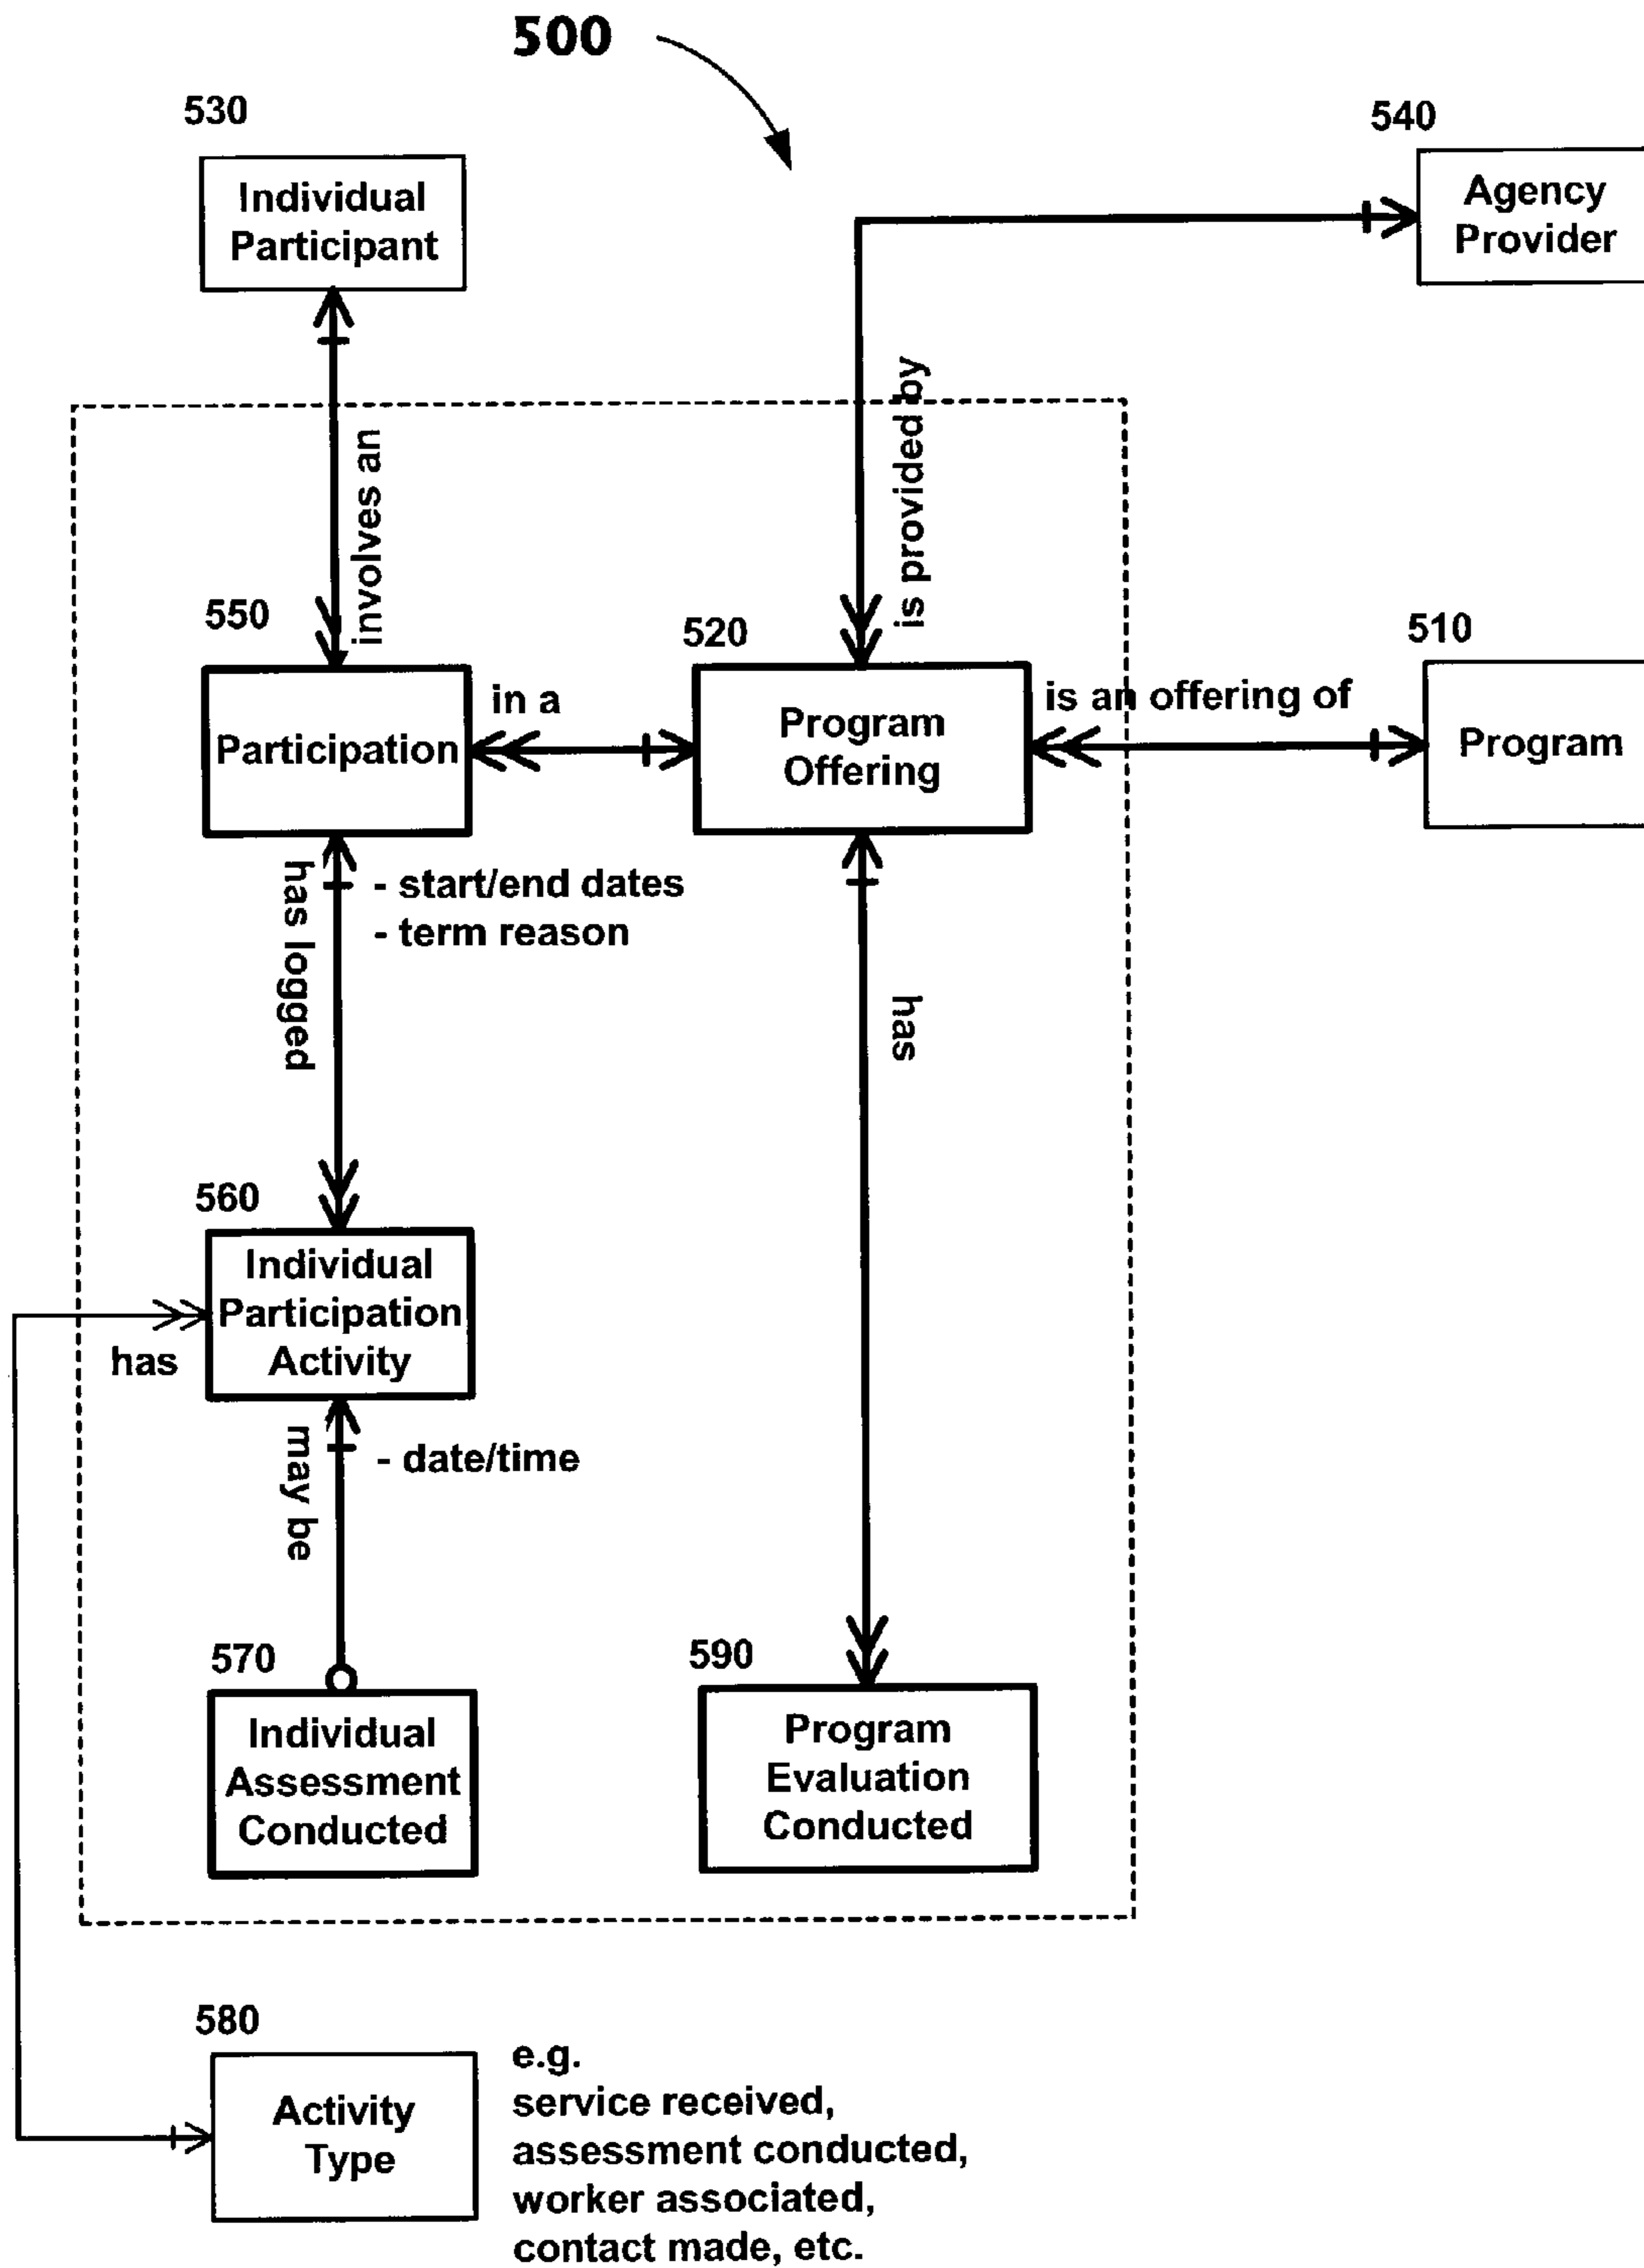 500
530
540
Individual
Participant
Agency
Provider
involves an
is provided by
550
520
510
Participation
in a
Program
Offering
is an offering of
Program
has logged
- start/end dates
- term reason
has
560
Individual
Participation
Activity
has
may be
- date/time
570
590
Individual
Assessment
Conducted
Program
Evaluation
Conducted
580
Activity
Type
e.g.
service received,
assessment conducted,
worker associated,
contact made, etc.